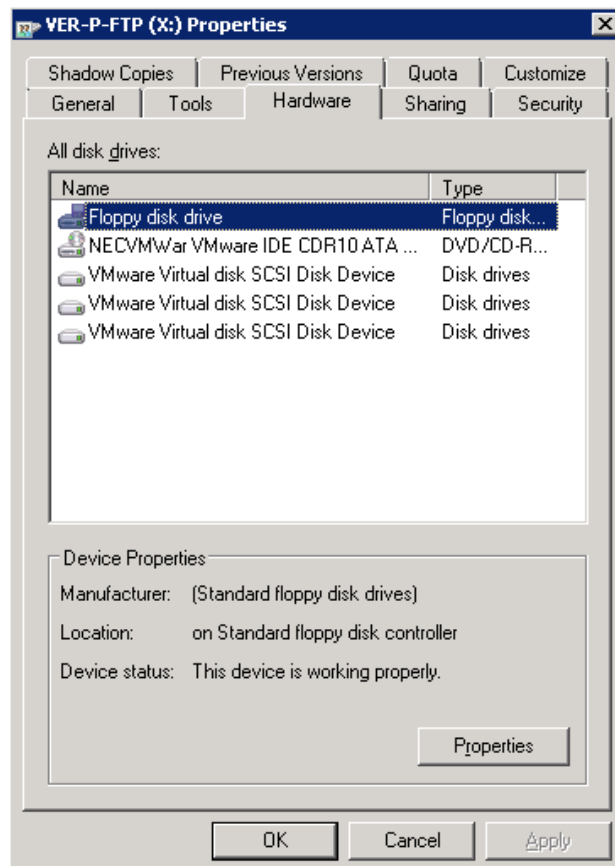 VER-P-FTP (X:) Properties
Shadow Copies Previous Versions Quota Customize
General Tools Hardware Sharing Security
All disk drives:
Name Type
Floppy disk drive Floppy disk...
NECVMWar VMware IDE CDR10 ATA ... DVD/CD-R...
VMware Virtual disk SCSI Disk Device Disk drives
VMware Virtual disk SCSI Disk Device Disk drives
VMware Virtual disk SCSI Disk Device Disk drives
Device Properties
Manufacturer: (Standard floppy disk drives)
Location: on Standard floppy disk controller
Device status: This device is working properly.
Properties
OK Cancel Apply